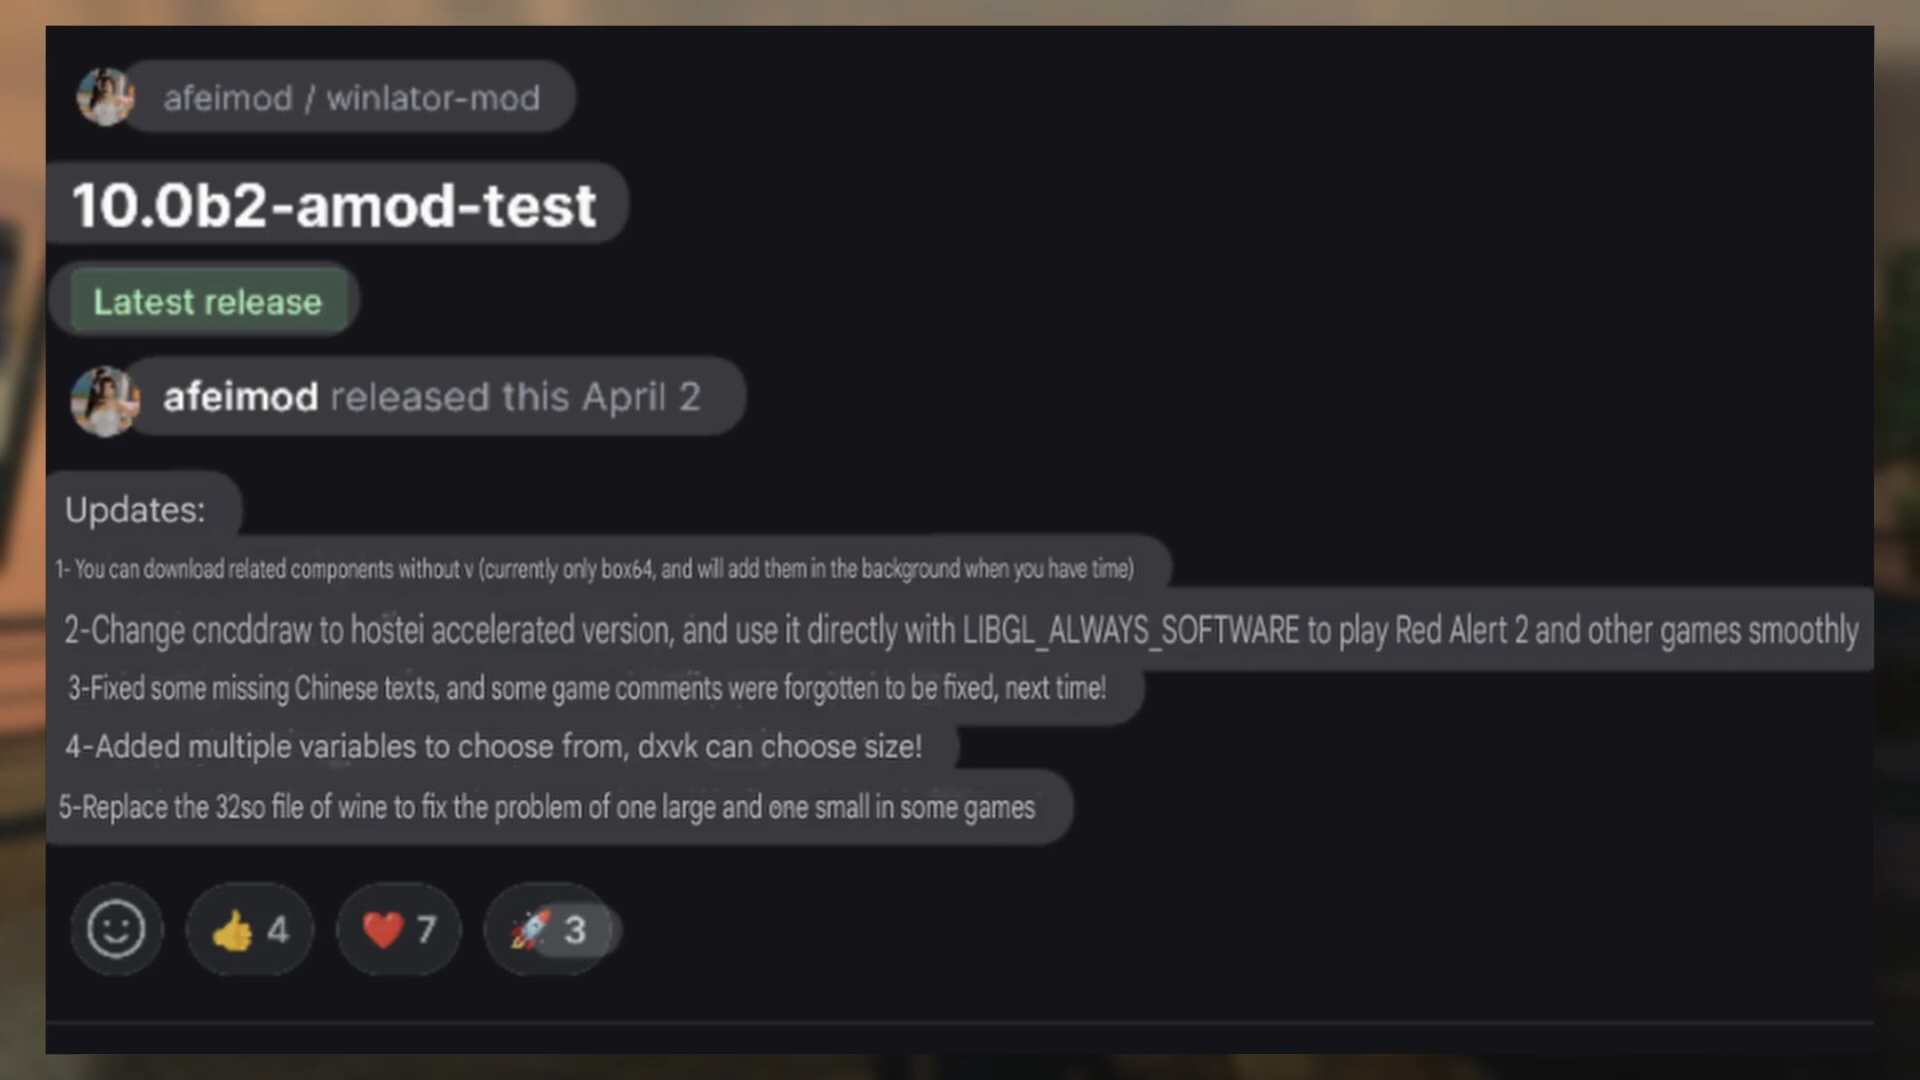 afeimod / winlator-mod
10.0b2-amod-test
Latest release
afeimod released this April 2
Updates:
1- You can download related components without v (currently only box64, and will add them in the background when you have time)
2-Change cncddraw to hostei accelerated version, and use it directly with LIBGL_ALWAYS_SOFTWARE to play Red Alert 2 and other games smoothly
3-Fixed some missing Chinese texts, and some game comments were forgotten to be fixed, next time!
4-Added multiple variables to choose from, dxvk can choose size!
5-Replace the 32so file of wine to fix the problem of one large and one small in some games
👍 4 ❤️ 7 🚀 3